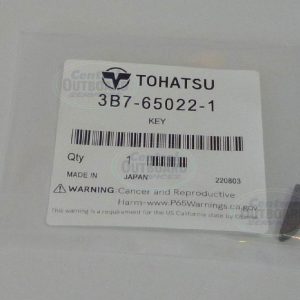 TOHATSU
3B7-65022-1
KEY
Qty 1
MADE IN JAPAN 220803
WARNING: Cancer and Reproductive
Harm-www.P65Warnings.ca.gov
This warning is a requirement for the US California state by